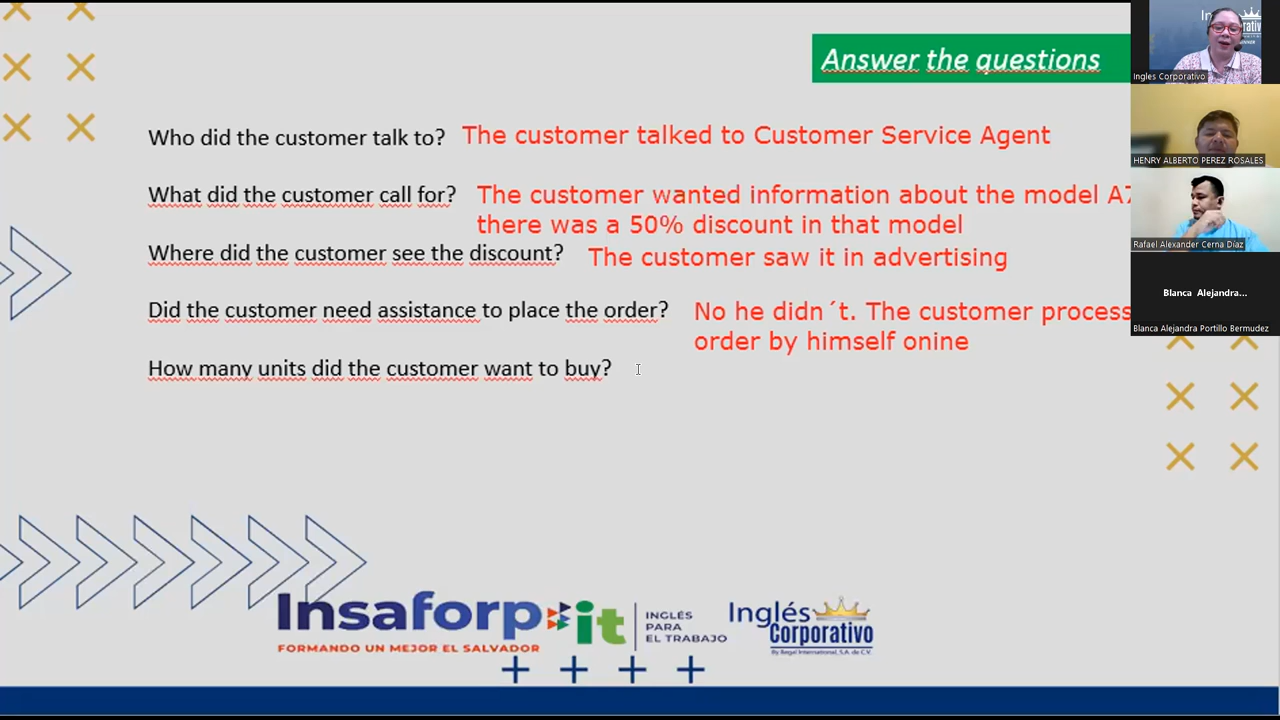 Answer the questions
Who did the customer talk to? The customer talked to Customer Service Agent
What did the customer call for? The customer wanted information about the model
there was a 50% discount in that model
Where did the customer see the discount? The customer saw it in advertising
Did the customer need assistance to place the order? No he didn´t. The customer process
order by himself onine
How many units did the customer want to buy?
Insaforp it
FORMANDO UN MEJOR EL SALVADOR
INGLÉS
PARA
EL TRABAJO
Inglés
Corporativo
By Regal International, S.A. de C.V.
Ingles Corporativo
HENRY ALBERTO PEREZ ROSALES
Rafael Alexander Cerna Díaz
Blanca Alejandra...
Blanca Alejandra Portillo Bermudez